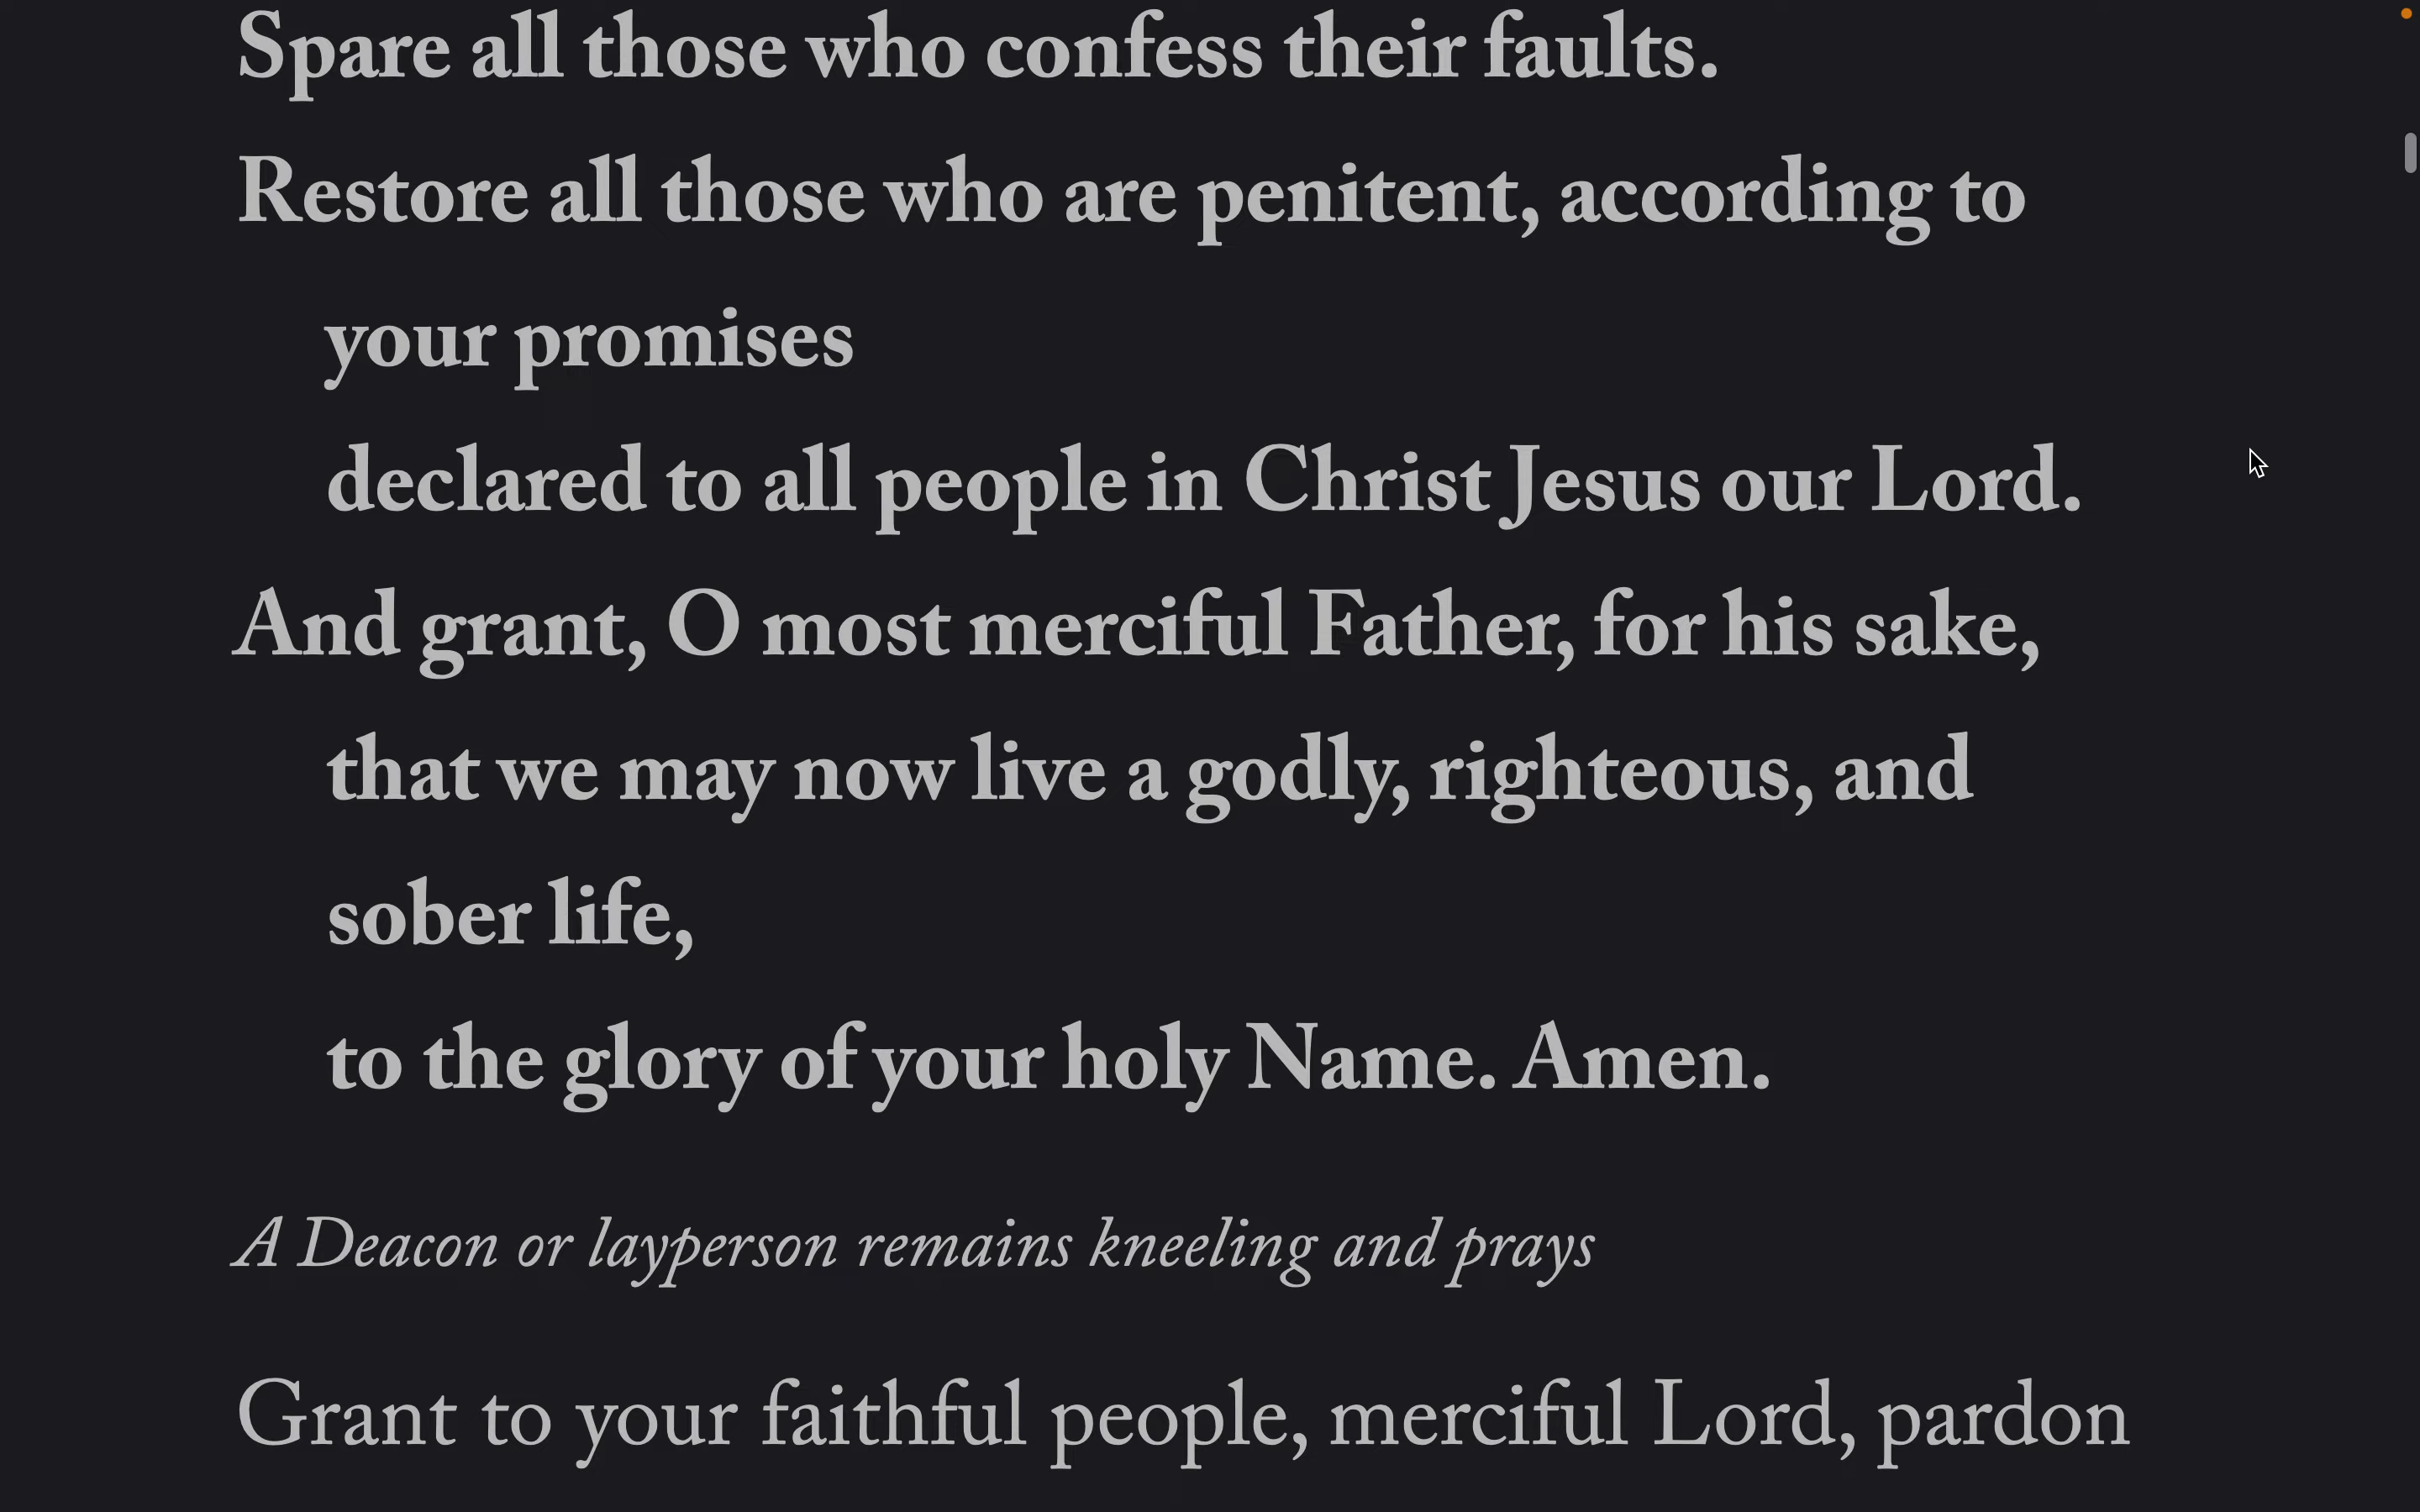 Spare all those who confess their faults.
Restore all those who are penitent, according to
your promises
declared to all people in Christ Jesus our Lord.
And grant, O most merciful Father, for his sake,
that we may now live a godly, righteous, and
sober life,
to the glory of your holy Name. Amen.
A Deacon or layperson remains kneeling and prays
Grant to your faithful people, merciful Lord, pardon